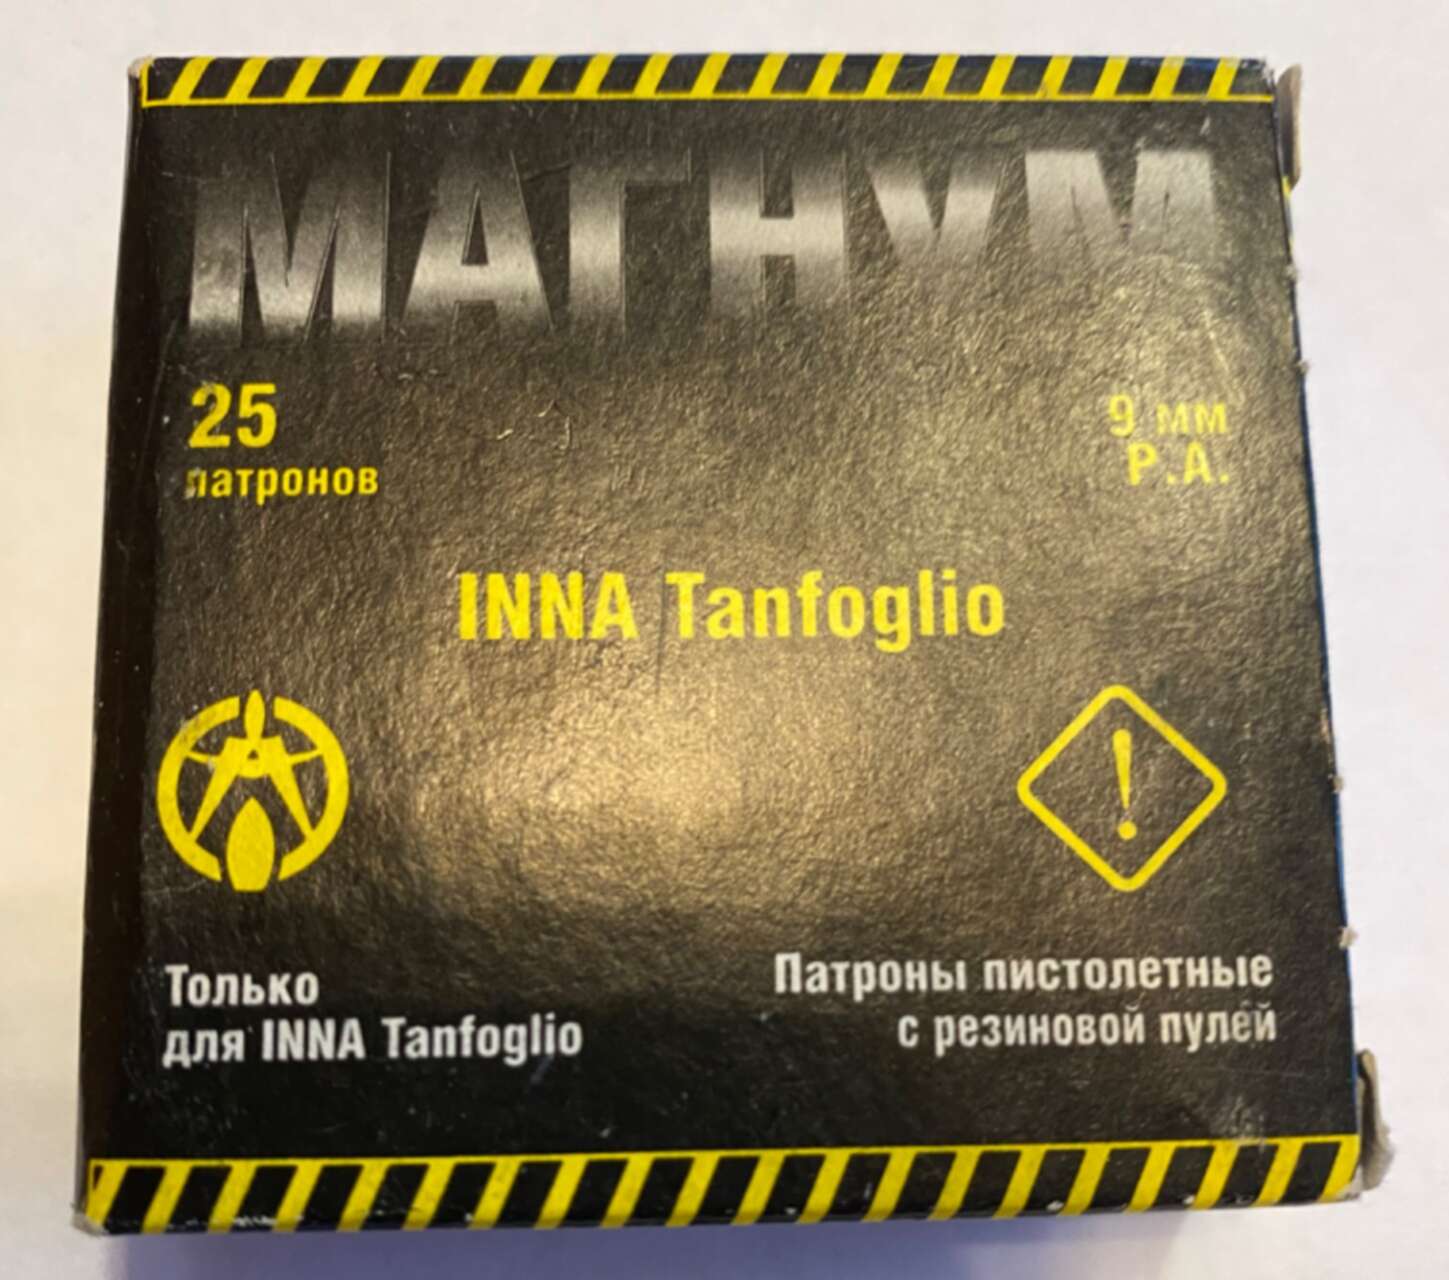 МАГНУМ
25
патронов
9 мм
Р.А.
INNA Tanfoglio
Только
для INNA Tanfoglio
Патроны пистолетные
с резиновой пулей